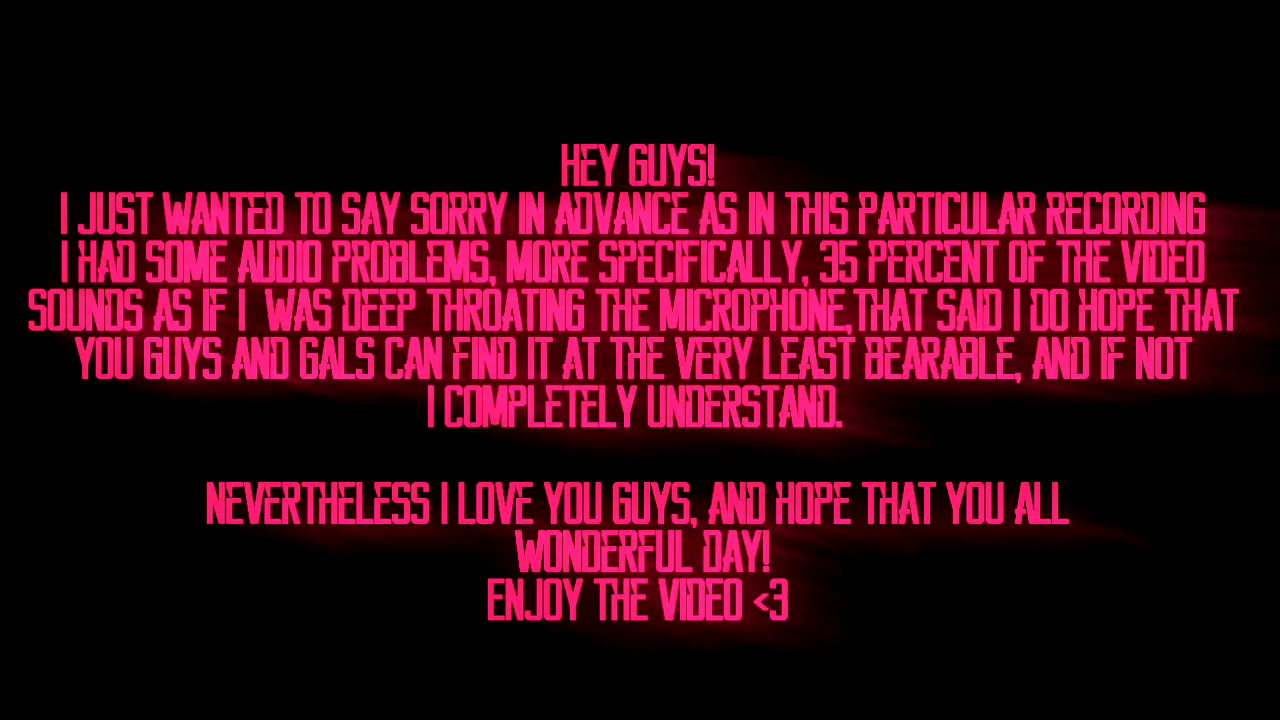 HEY GUYS!
I JUST WANTED TO SAY SORRY IN ADVANCE AS IN THIS PARTICULAR RECORDING
I HAD SOME AUDIO PROBLEMS, MORE SPECIFICALLY, 35 PERCENT OF THE VIDEO
SOUNDS AS IF I WAS DEEP THROATING THE MICROPHONE,THAT SAID I DO HOPE THAT
YOU GUYS AND GALS CAN FIND IT AT THE VERY LEAST BEARABLE, AND IF NOT
I COMPLETELY UNDERSTAND.
NEVERTHELESS I LOVE YOU GUYS, AND HOPE THAT YOU ALL
WONDERFUL DAY!
ENJOY THE VIDEO <3